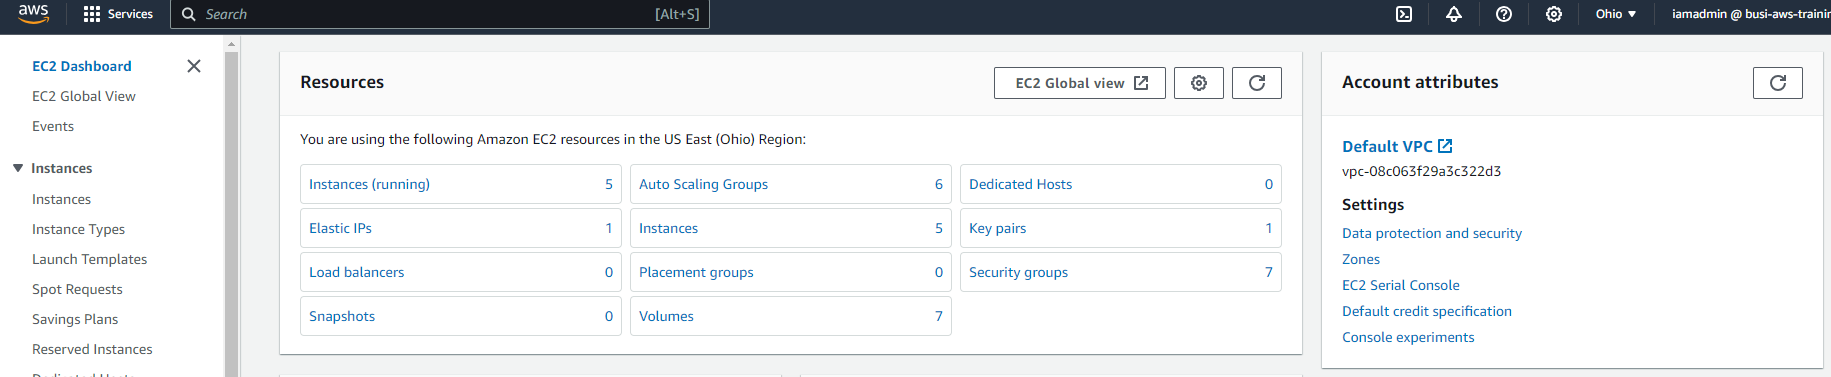 aws Services Search [Alt+S] Ohio ▼ iamadmin @ busi-aws-trainin
EC2 Dashboard
EC2 Global View
Events
Instances
Instances
Instance Types
Launch Templates
Spot Requests
Savings Plans
Reserved Instances
Resources
EC2 Global view
You are using the following Amazon EC2 resources in the US East (Ohio) Region:
Instances (running) 5 Auto Scaling Groups 6 Dedicated Hosts 0
Elastic IPs 1 Instances 5 Key pairs 1
Load balancers 0 Placement groups 0 Security groups 7
Snapshots 0 Volumes 7
Account attributes
Default VPC
vpc-08c063f29a3c322d3
Settings
Data protection and security
Zones
EC2 Serial Console
Default credit specification
Console experiments